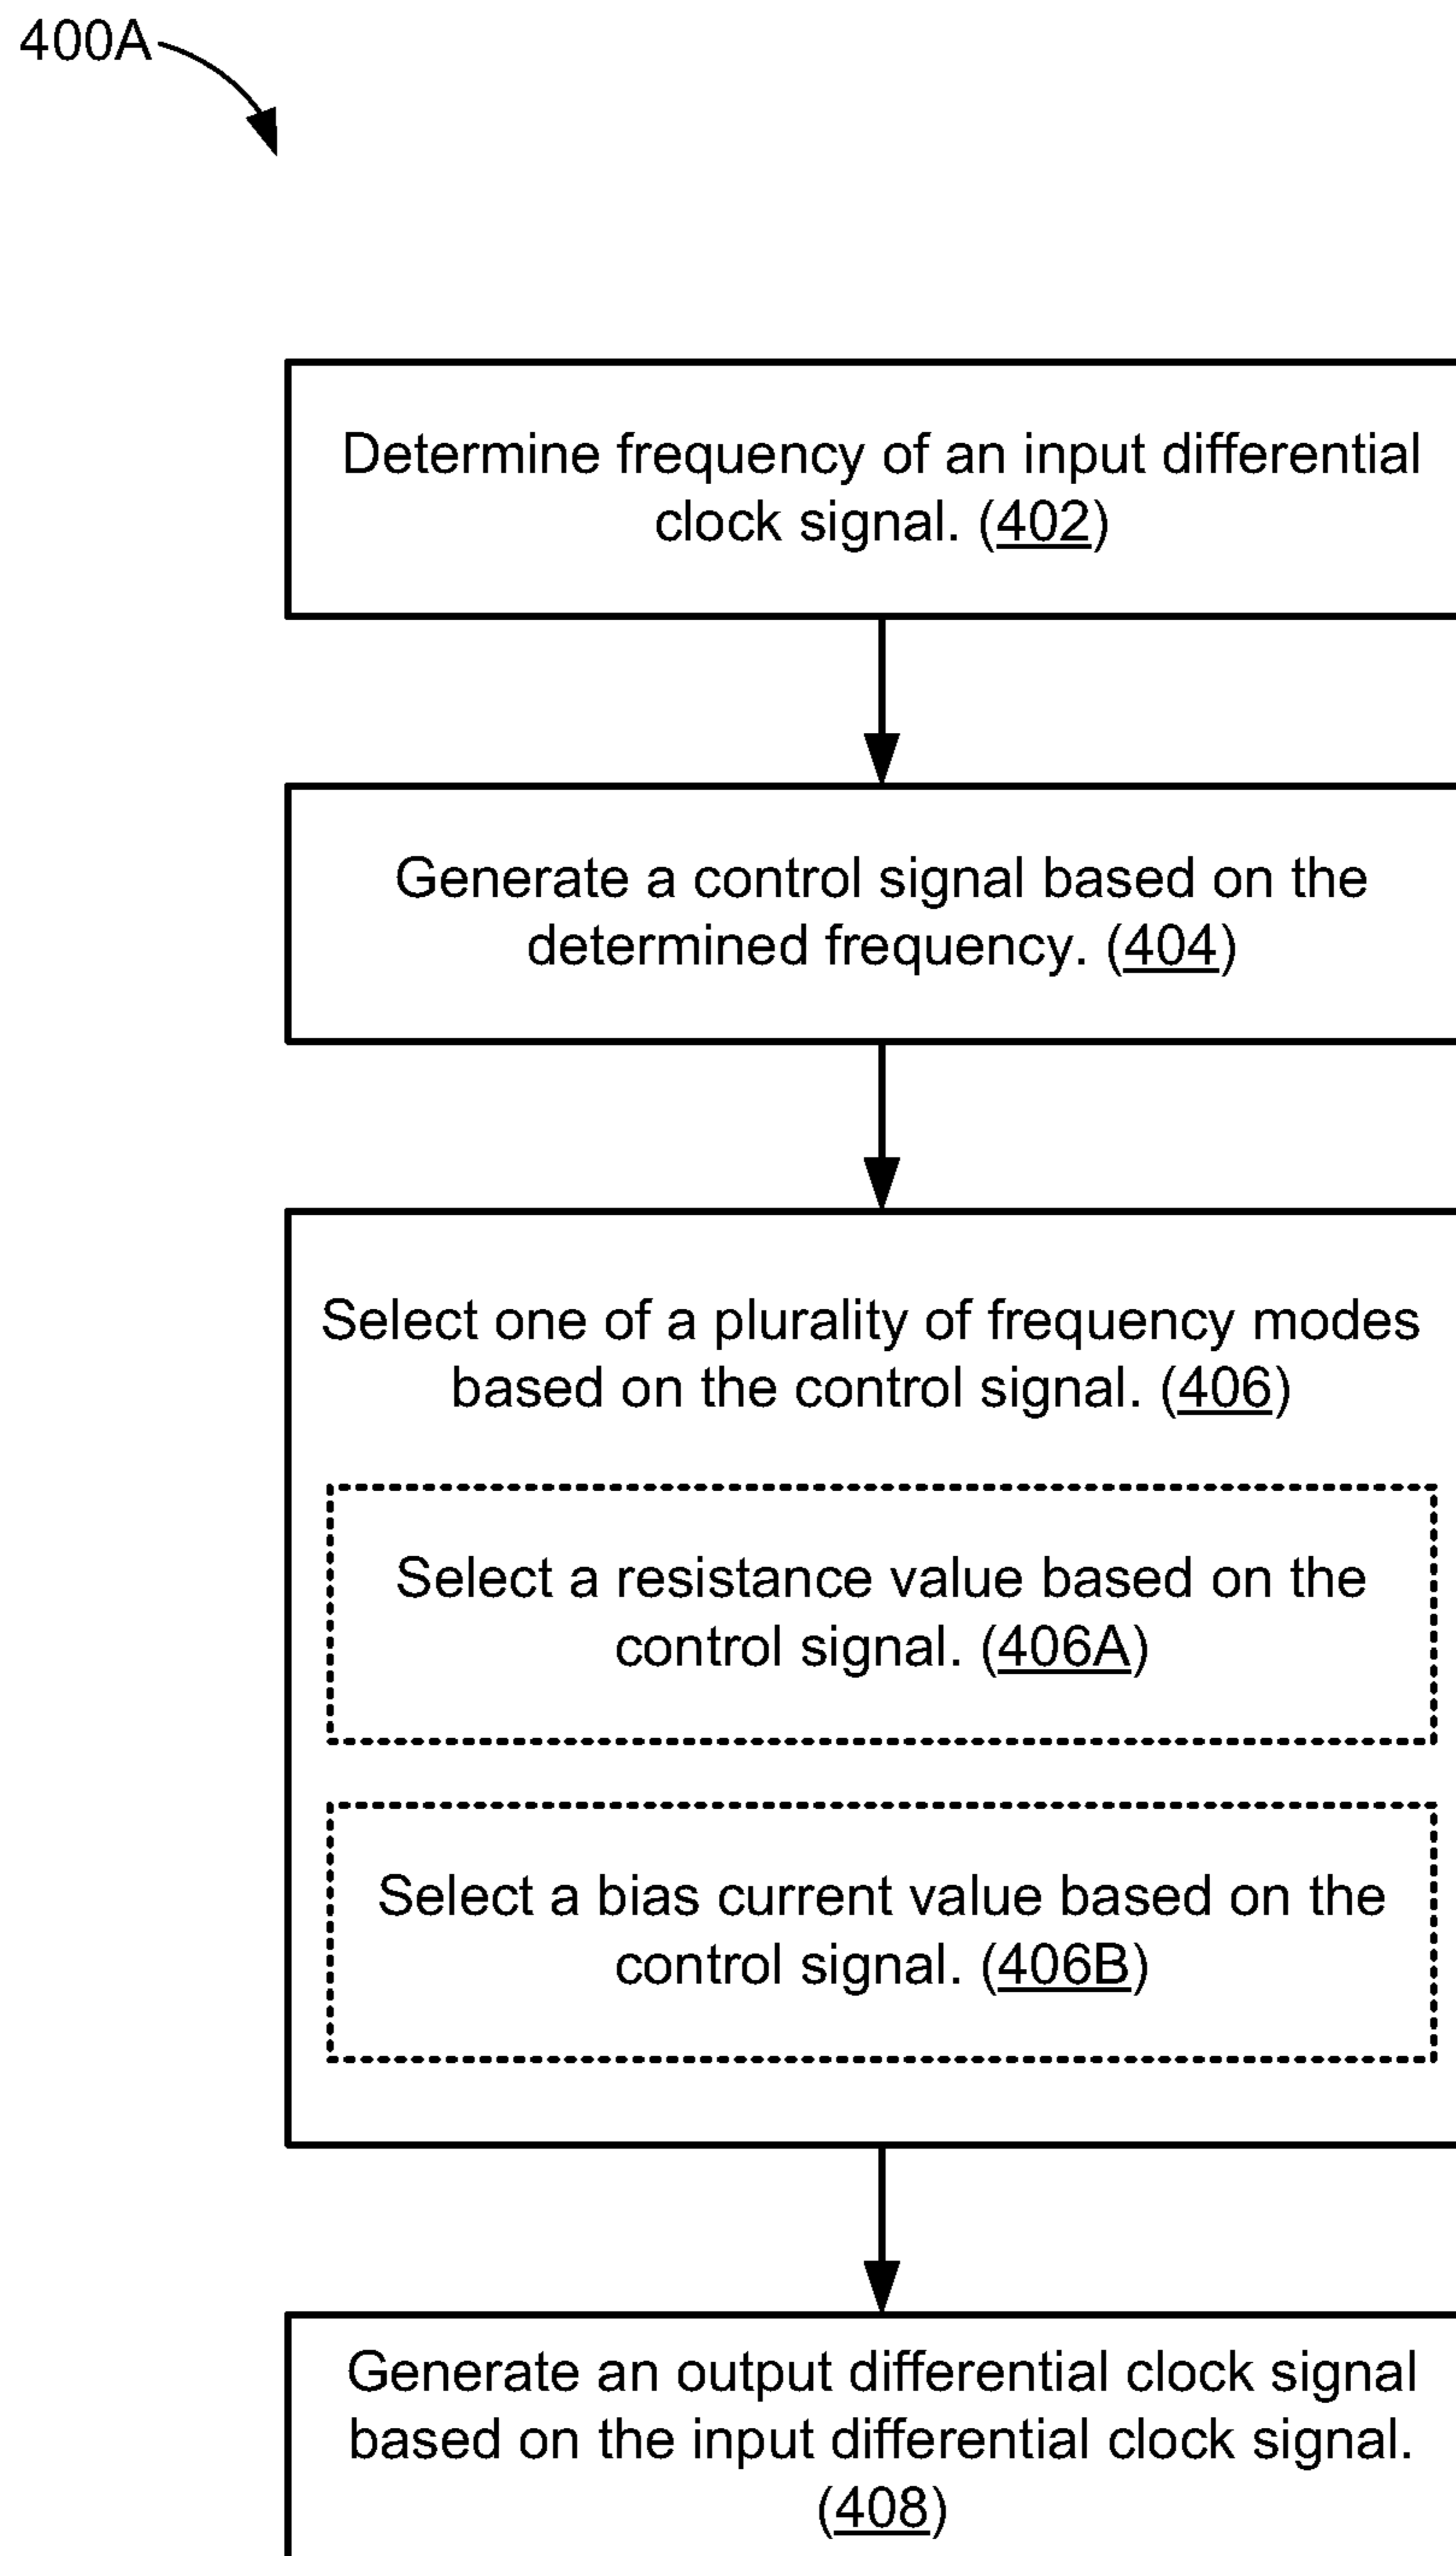 400A
Determine frequency of an input differential
clock signal. (402)
Generate a control signal based on the
determined frequency. (404)
Select one of a plurality of frequency modes
based on the control signal. (406)
Select a resistance value based on the
control signal. (406A)
Select a bias current value based on the
control signal. (406B)
Generate an output differential clock signal
based on the input differential clock signal.
(408)